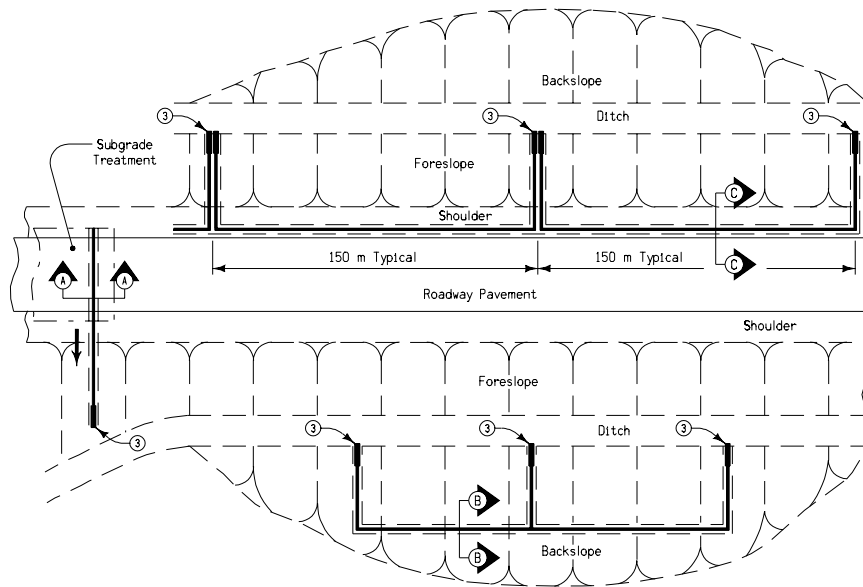 Backslope
3
3
3
Ditch
Subgrade
Treatment
Foreslope
C
Shoulder
150 m Typical
150 m Typical
C
A
A
Roadway Pavement
Shoulder
Foreslope
3
3
3
Ditch
3
B
B
Backslope